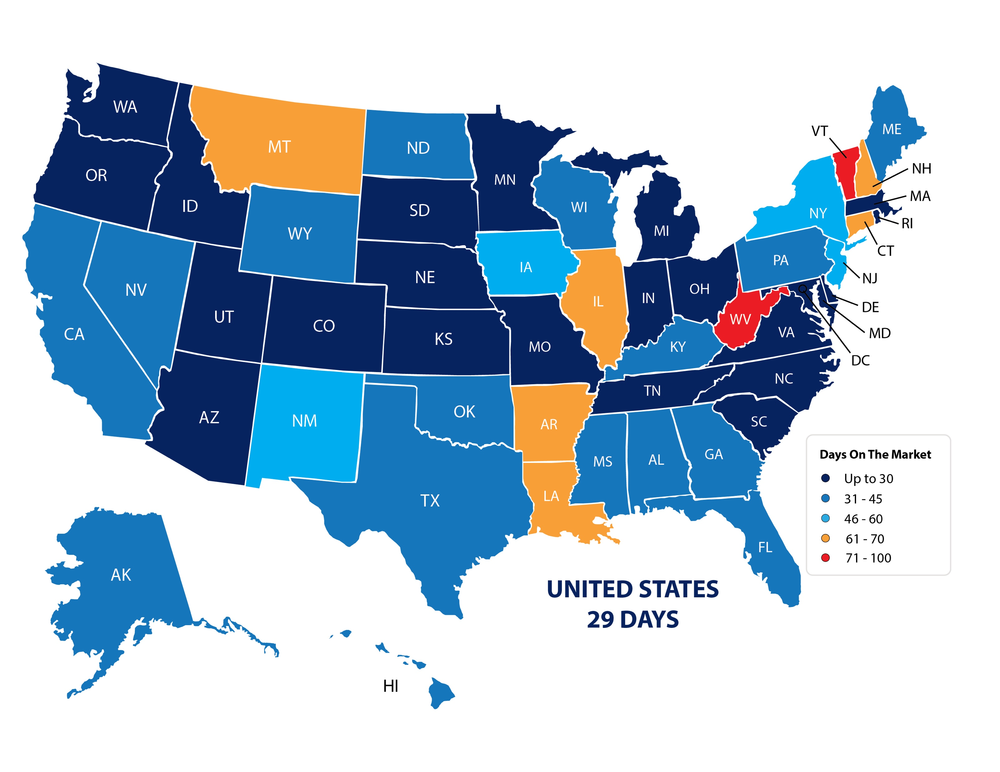 WA
MT
ND
MN
VT
ME
OR
ID
SD
WI
NH
MA
WY
NY
RI
MI
CT
IA
PA
NV
NE
IL
IN
OH
NJ
DE
UT
CO
KS
WV
VA
MD
CA
MO
KY
DC
TN
NC
AZ
NM
OK
AR
SC
MS
AL
GA
TX
LA
FL
AK
HI
Days On The Market
Up to 30
31 - 45
46 - 60
61 - 70
71 - 100
UNITED STATES
29 DAYS